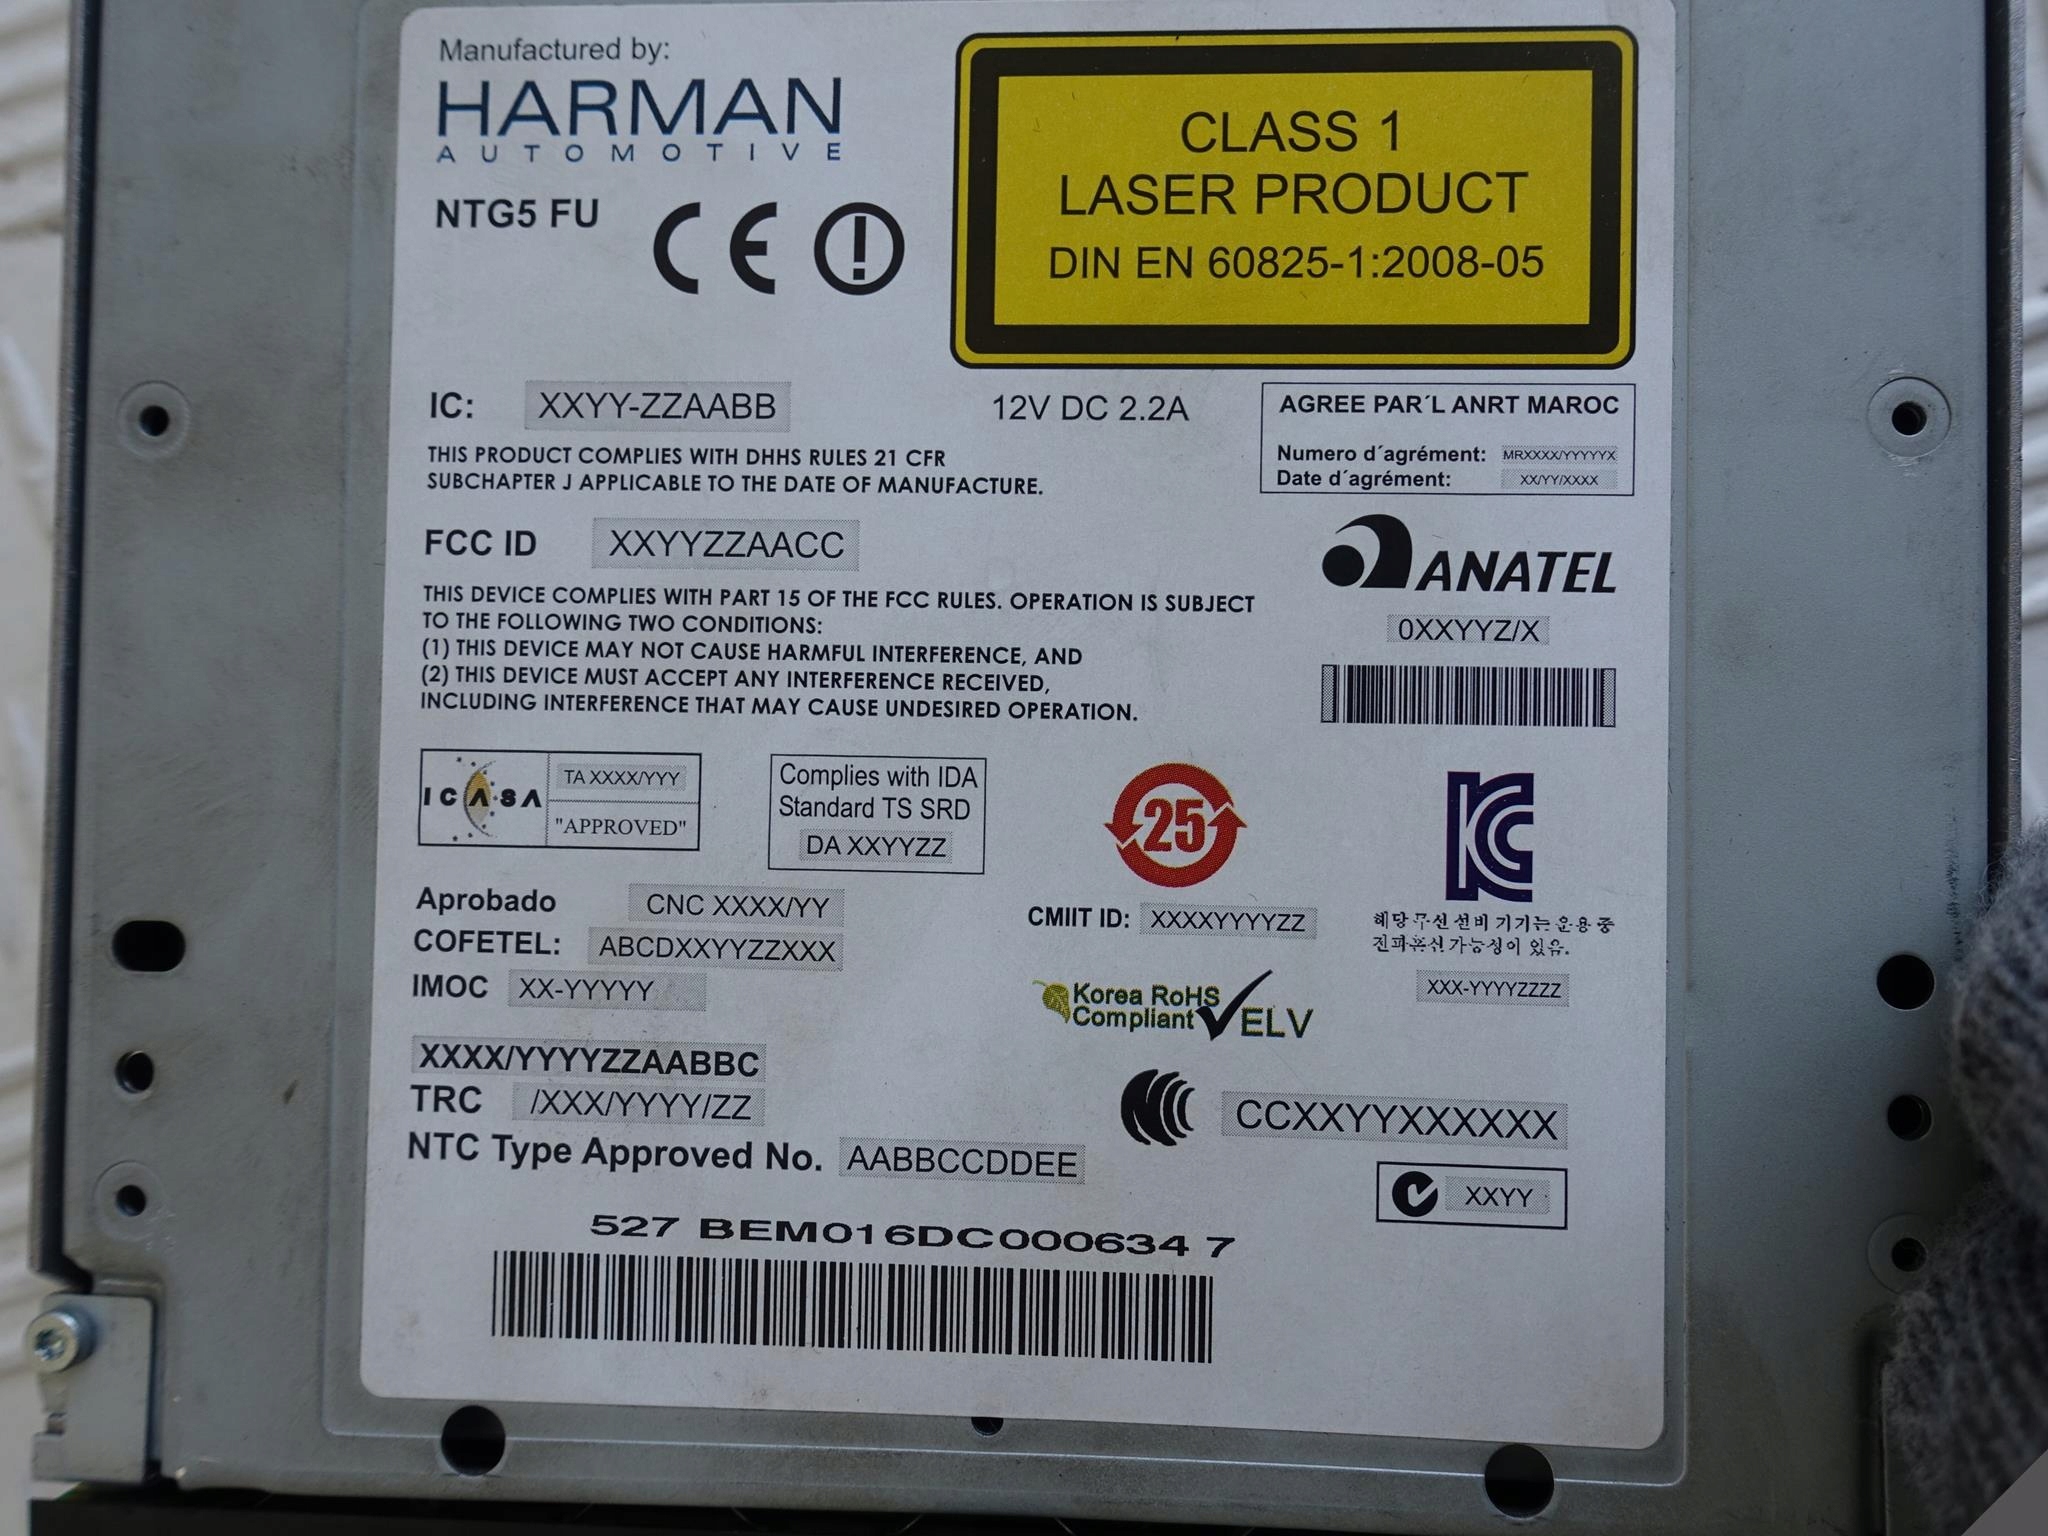 Manufactured by:
HARMAN
AUTOMOTIVE
NTG5 FU
CE
CLASS 1
LASER PRODUCT
DIN EN 60825-1:2008-05
IC: XXYY-ZZAABB
12V DC 2.2A
THIS PRODUCT COMPLIES WITH DHHS RULES 21 CFR
SUBCHAPTER J APPLICABLE TO THE DATE OF MANUFACTURE.
AGREE PAR´L ANRT MAROC
Numero d´agrément: MRXXXX/YYYYYX
Date d´agrément: XX/YY/XXXX
FCC ID XXYYZZAACC
THIS DEVICE COMPLIES WITH PART 15 OF THE FCC RULES. OPERATION IS SUBJECT
TO THE FOLLOWING TWO CONDITIONS:
(1) THIS DEVICE MAY NOT CAUSE HARMFUL INTERFERENCE, AND
(2) THIS DEVICE MUST ACCEPT ANY INTERFERENCE RECEIVED,
INCLUDING INTERFERENCE THAT MAY CAUSE UNDESIRED OPERATION.
ANATEL
0XXYYZ/X
ICASA
TA XXXX/YYY
"APPROVED"
Complies with IDA
Standard TS SRD
DA XXYYZZ
25
KC
Aprobado CNC XXXX/YY
COFETEL: ABCDXXYYZZXXX
IMOC XX-YYYYY
CMIIT ID: XXXXYYYYZZ
해당 무선 설비 기기는 운용 중
전파혼신 가능성이 있음.
XXX-YYYYZZZZ
Korea RoHS
Compliant
ELV
XXXX/YYYYZZAABBC
TRC /XXX/YYYY/ZZ
NTC Type Approved No. AABBCCDDEE
CCXXYYXXXXXX
XXYY
527 BEM016DC000634 7